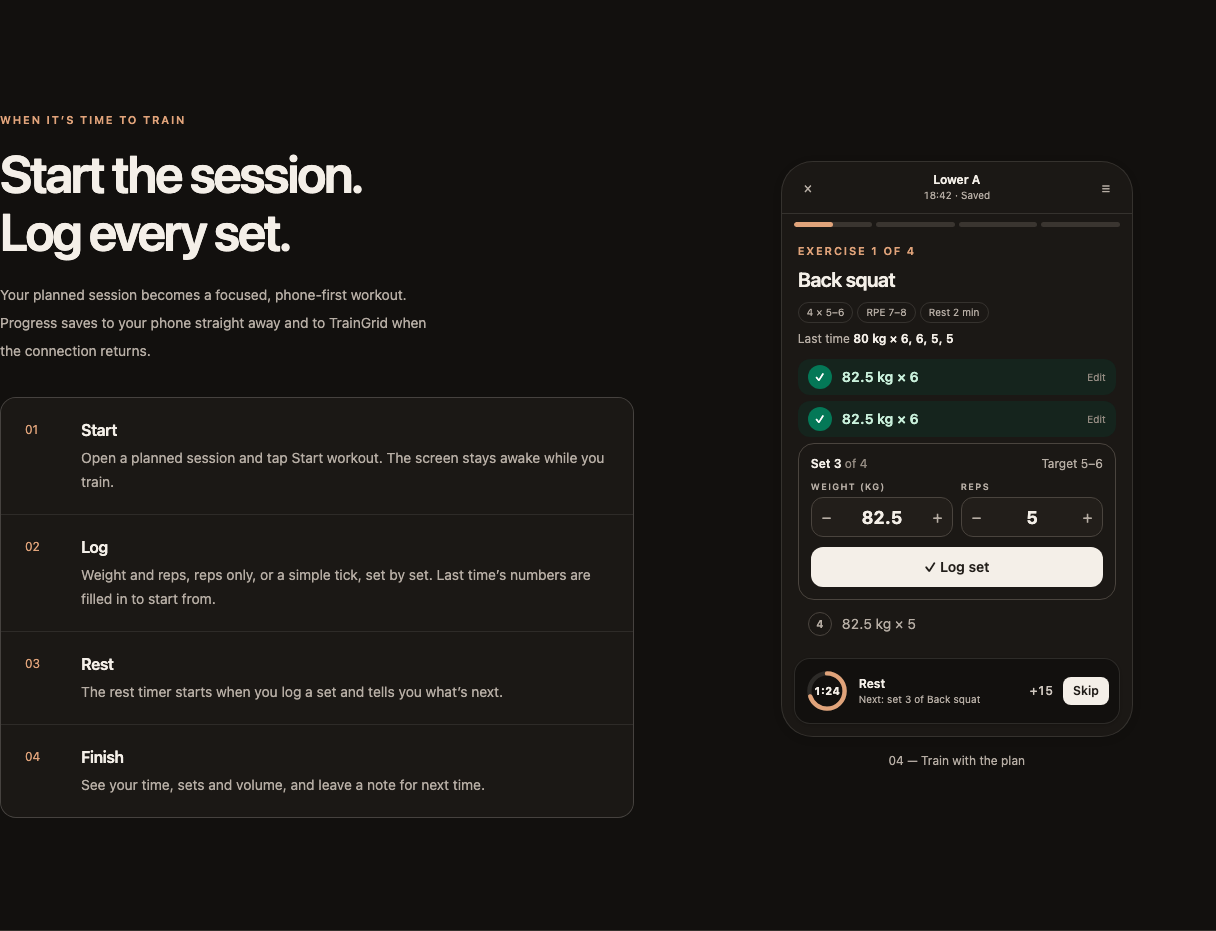 WHEN IT’S TIME TO TRAIN
Start the session.
Log every set.
Your planned session becomes a focused, phone-first workout.
Progress saves to your phone straight away and to TrainGrid when
the connection returns.
01
Start
Open a planned session and tap Start workout. The screen stays awake while you
train.
02
Log
Weight and reps, reps only, or a simple tick, set by set. Last time’s numbers are
filled in to start from.
03
Rest
The rest timer starts when you log a set and tells you what’s next.
04
Finish
See your time, sets and volume, and leave a note for next time.
Lower A
18:42 · Saved
EXERCISE 1 OF 4
Back squat
4 × 5–6 RPE 7–8 Rest 2 min
Last time 80 kg × 6, 6, 5, 5
82.5 kg × 6 Edit
82.5 kg × 6 Edit
Set 3 of 4 Target 5–6
WEIGHT (KG) REPS
− 82.5 + − 5 +
✓ Log set
4 82.5 kg × 5
1:24 Rest +15 Skip
Next: set 3 of Back squat
04 — Train with the plan